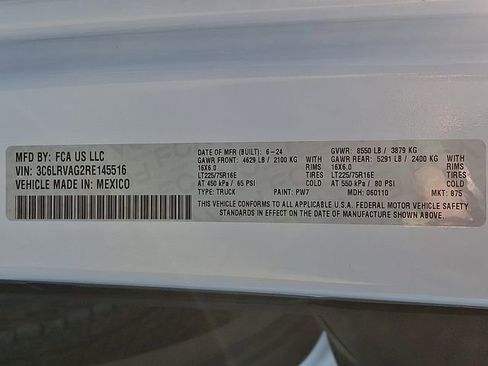 MFD BY: FCA US LLC
VIN: 3C6LRVAG2RE145516
VEHICLE MADE IN: MEXICO
DATE OF MFR (BUILT): 6-24 GVWR: 8550 LB / 3879 KG
GAWR FRONT: 4629 LB / 2100 KG WITH GAWR REAR: 5291 LB / 2400 KG WITH
16X6.0 RIMS 16X6.0 RIMS
LT225/75R16E TIRES LT225/75R16E TIRES
AT 450 kPa / 65 PSI AT 550 kPa / 80 PSI
TYPE: TRUCK PAINT: PW7 MDH: 060110 MKT: 875
THIS VEHICLE CONFORMS TO ALL APPLICABLE U.S.A. FEDERAL MOTOR VEHICLE SAFETY
STANDARDS IN EFFECT ON THE DATE OF MANUFACTURE SHOWN ABOVE.